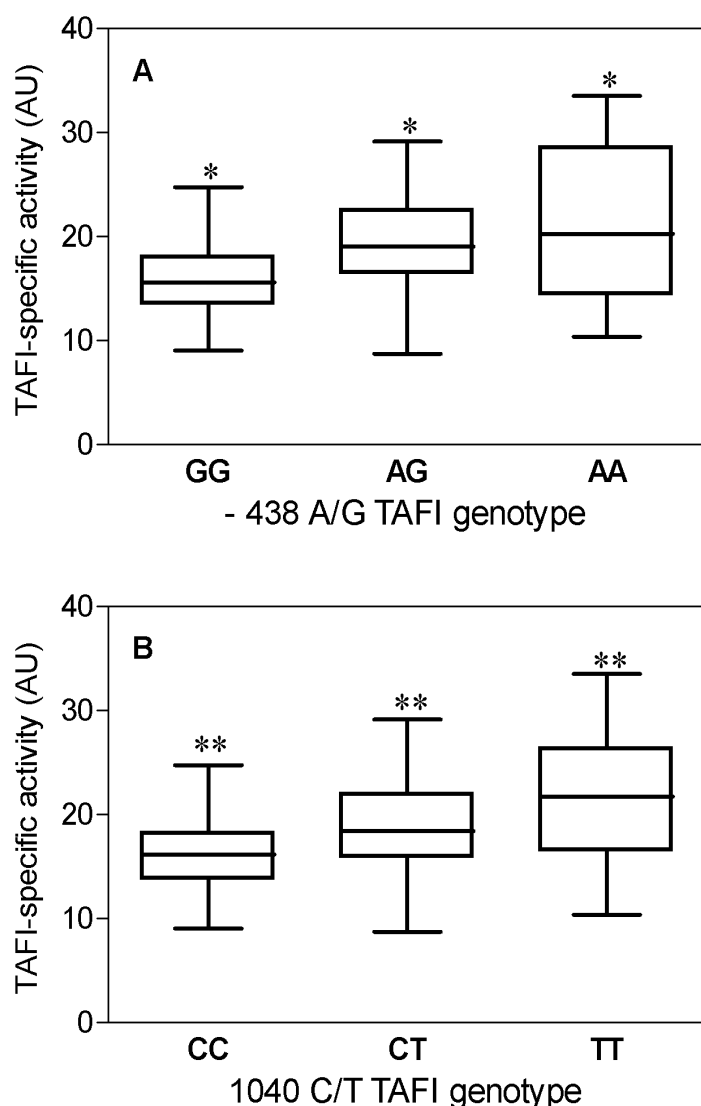 A
TAFI-specific activity (AU)
40
30
20
10
0
*
*
*
GG AG AA
- 438 A/G TAFI genotype
B
TAFI-specific activity (AU)
40
30
20
10
0
**
**
**
CC CT TT
1040 C/T TAFI genotype